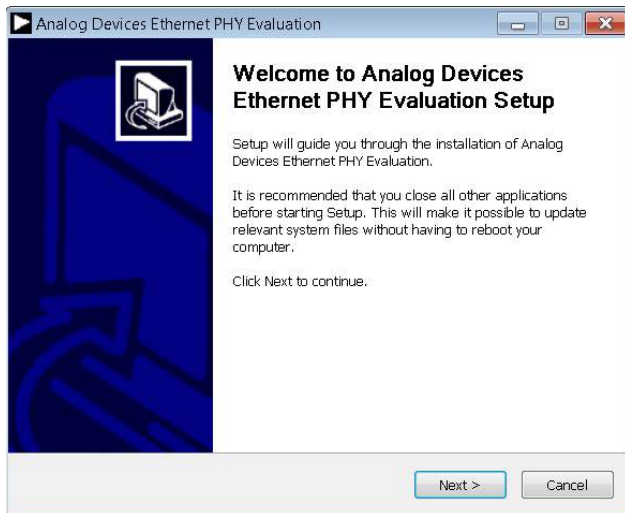 Analog Devices Ethernet PHY Evaluation
Welcome to Analog Devices
Ethernet PHY Evaluation Setup
Setup will guide you through the installation of Analog
Devices Ethernet PHY Evaluation.
It is recommended that you close all other applications
before starting Setup. This will make it possible to update
relevant system files without having to reboot your
computer.
Click Next to continue.
Next >
Cancel